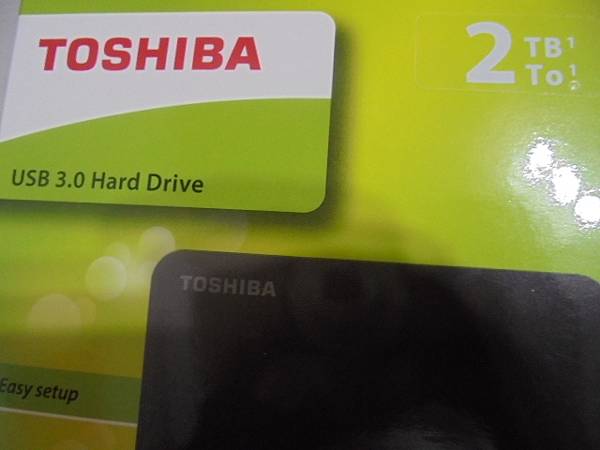 TOSHIBA
2 TB¹
To¹
USB 3.0 Hard Drive
TOSHIBA
Easy setup